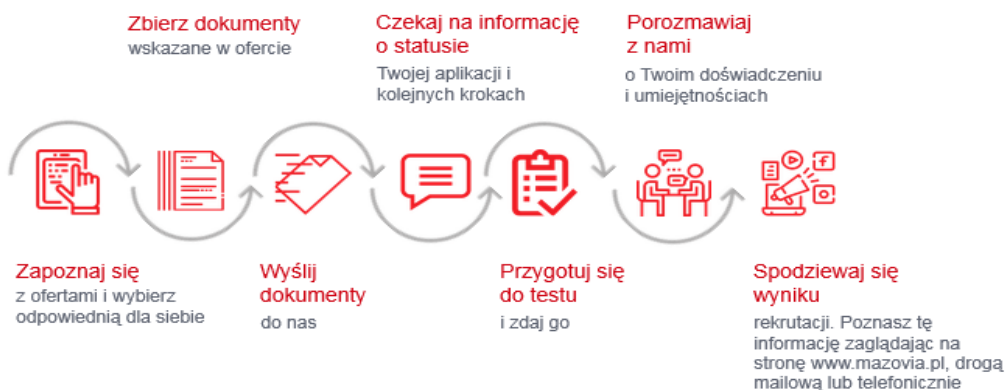 Zbierz dokumenty
wskazane w ofercie
Czekaj na informację
o statusie
Twojej aplikacji i
kolejnych krokach
Porozmawiaj
z nami
o Twoim doświadczeniu
i umiejętnościach
Zapoznaj się
z ofertami i wybierz
odpowiednią dla siebie
Wyślij
dokumenty
do nas
Przygotuj się
do testu
i zdaj go
Spodziewaj się
wyniku
rekrutacji. Poznasz tę
informację zaglądając na
stronę www.mazovia.pl, drogą
mailową lub telefonicznie